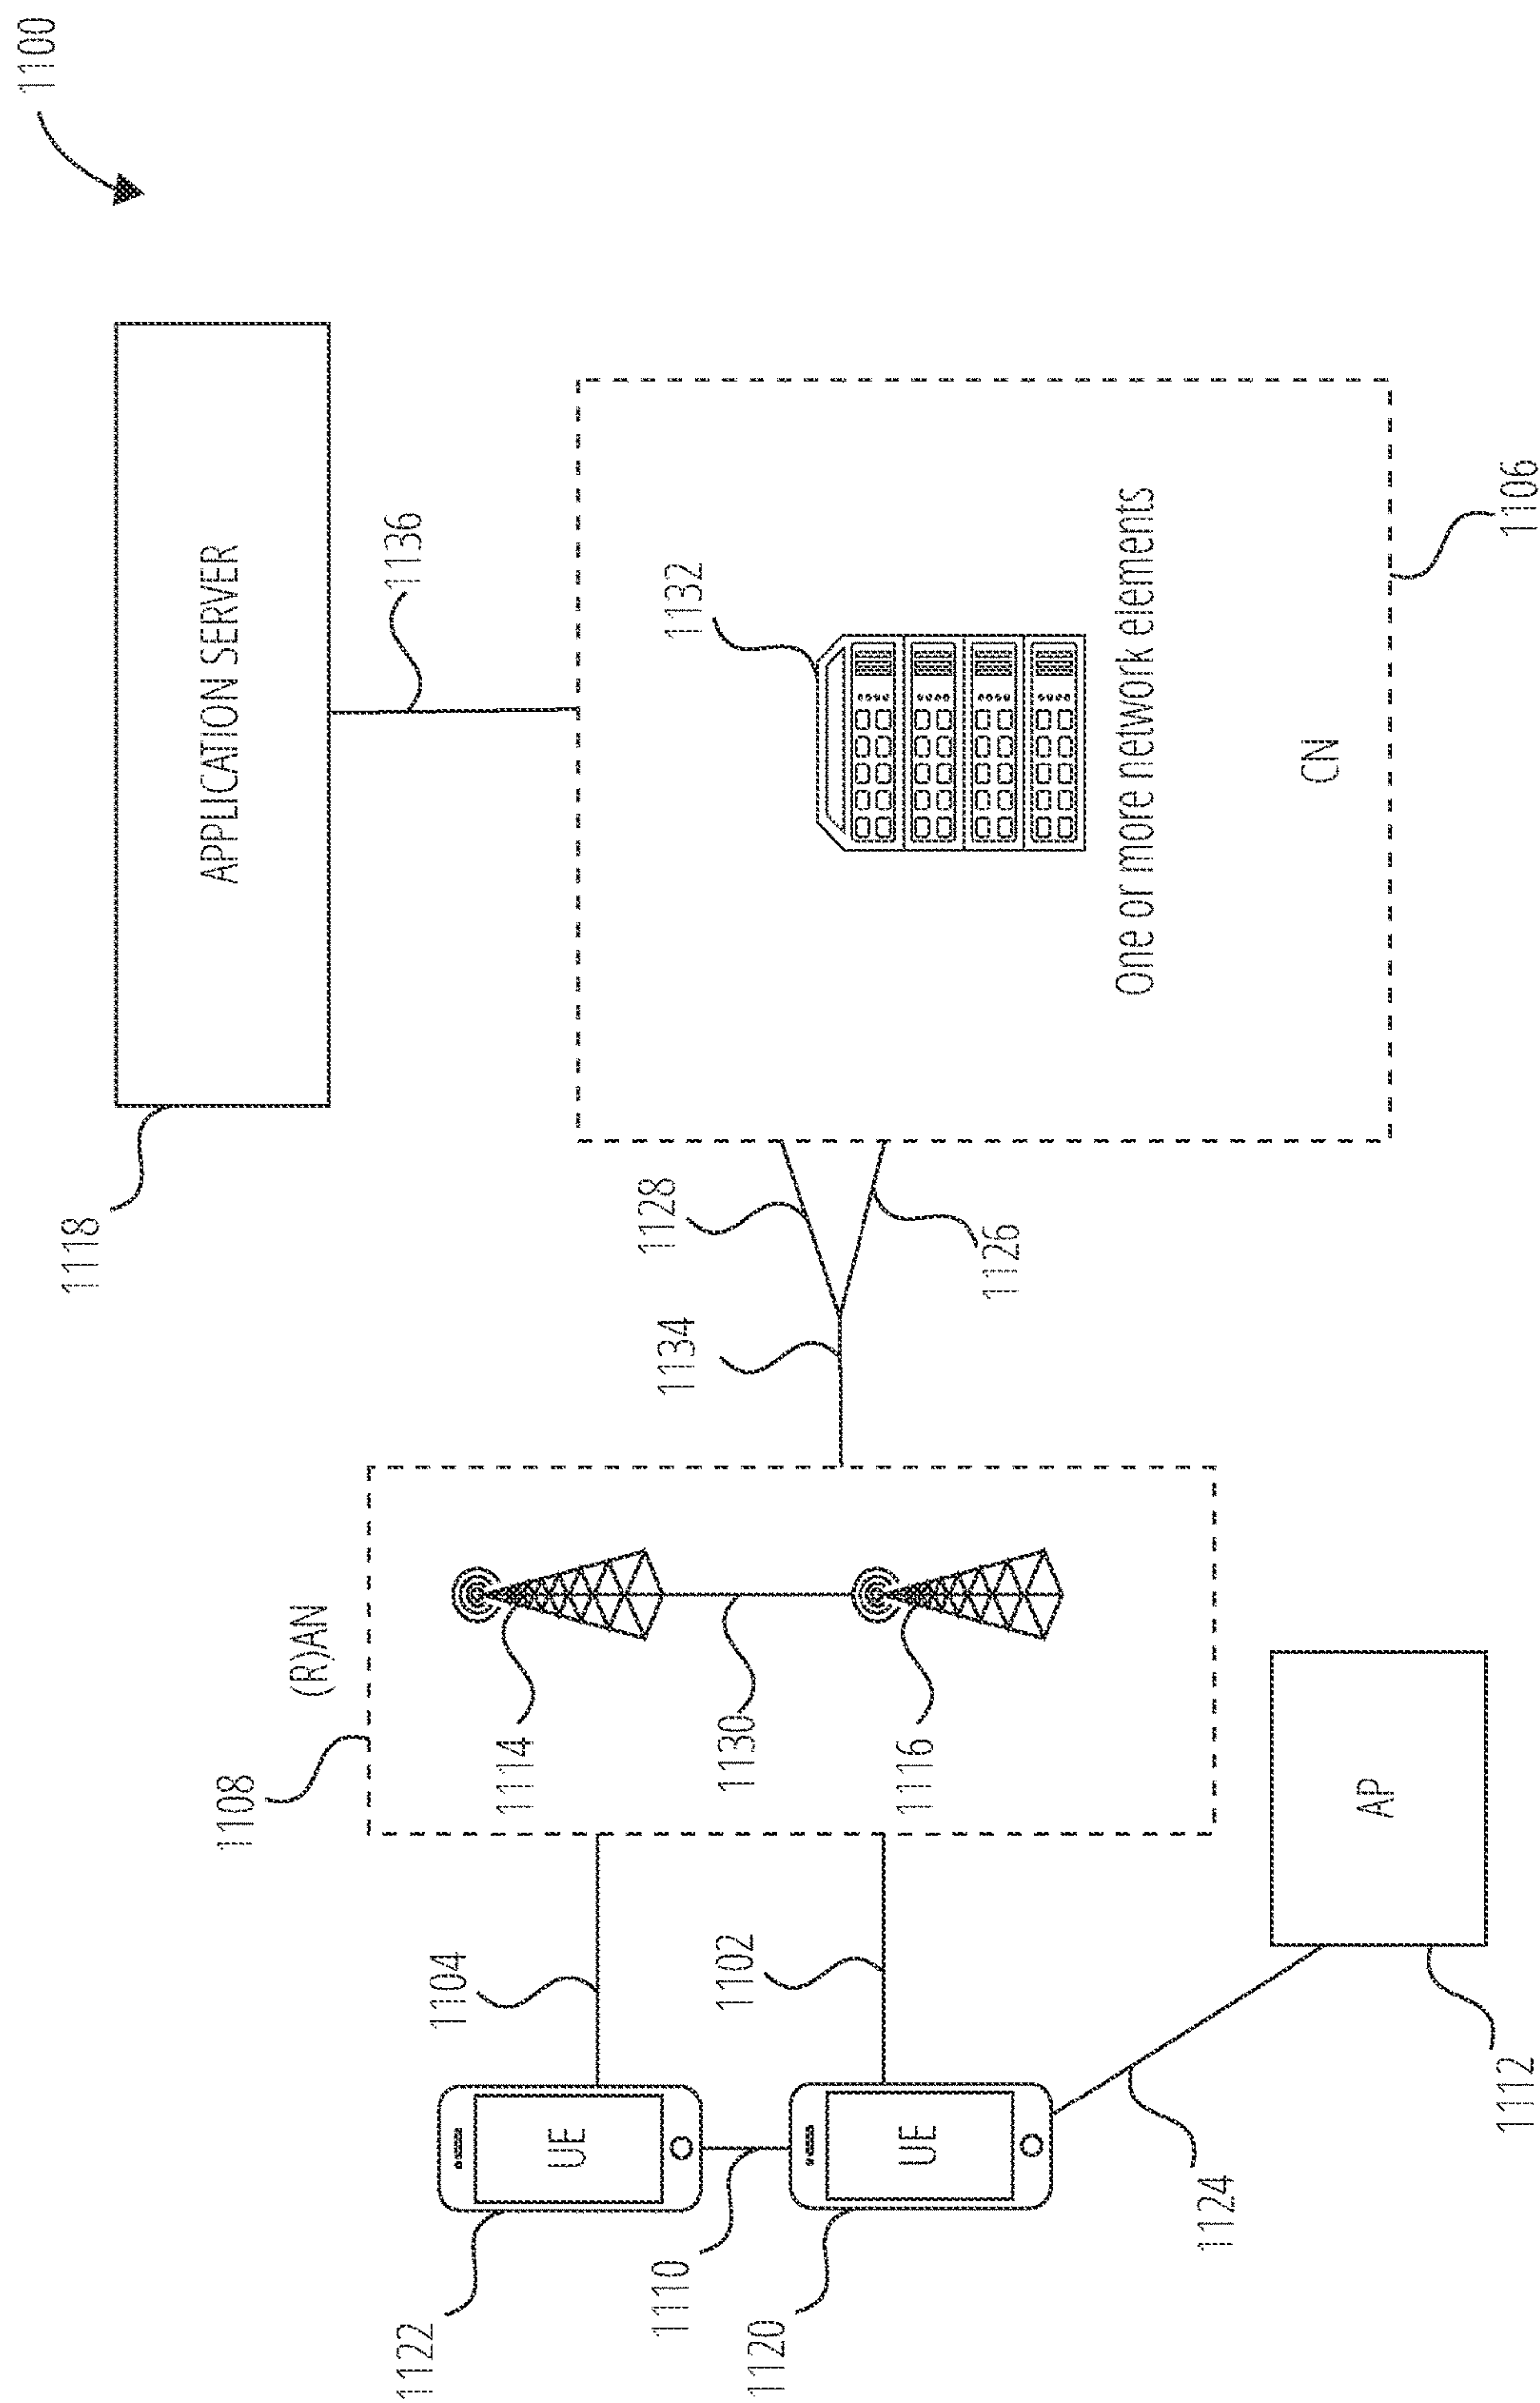 1100
1118
APPLICATION SERVER
1136
1132
One or more network elements
CN
1106
1128
1126
1134
(R)AN
1108
1114
1130
1116
1104
1102
UE
1122
1110
UE
1120
1124
AP
1112